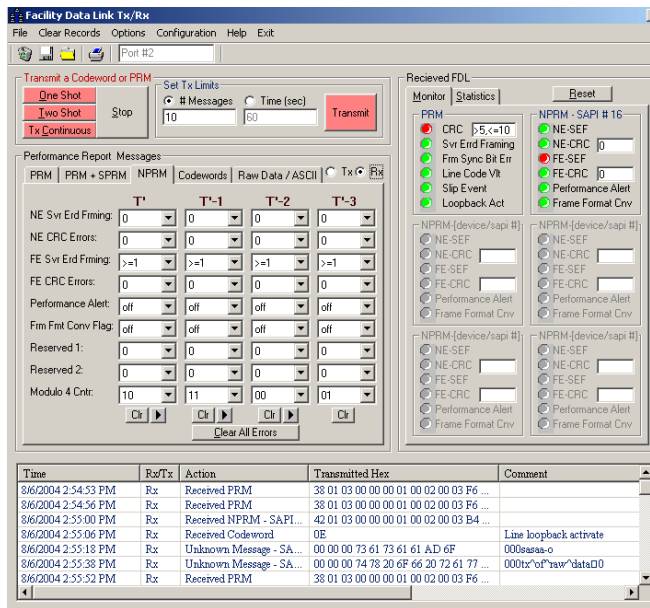 Facility Data Link Tx/Rx
File Clear Records Options Configuration Help Exit
Port #2
Transmit a Codeword or PRM
One Shot
Two Shot
Tx Continuous
Stop
Set Tx Limits
# Messages Time (sec)
10 60
Transmit
Performance Report Messages
PRM PRM + SPRM NPRM Codewords Raw Data / ASCII Tx Rx
T' T'-1 T'-2 T'-3
NE Svr Erd Frming: 0 0 0 0
NE CRC Errors: 0 0 0 0
FE Svr Erd Frming: >=1 >=1 >=1 >=1
FE CRC Errors: 0 0 0 0
Performance Alert: off off off off
Frm Fmt Conv Flag: off off off off
Reserved 1: 0 0 0 0
Reserved 2: 0 0 0 0
Modulo 4 Cntr: 10 11 00 01
Clr Clr Clr Clr
Clear All Errors
Recieved FDL
Monitor Statistics Reset
PRM
CRC >5,<=10
Svr Errd Framing
Frm Sync Bit Err
Line Code Vlt
Slip Event
Loopback Act
NPRM - SAPI # 16
NE-SEF
NE-CRC 0
FE-SEF
FE-CRC 0
Performance Alert
Frame Format Cnv
NPRM-[device/sapi #]
NE-SEF
NE-CRC
FE-SEF
FE-CRC
Performance Alert
Frame Format Cnv
NPRM-[device/sapi #]
NE-SEF
NE-CRC
FE-SEF
FE-CRC
Performance Alert
Frame Format Cnv
NPRM-[device/sapi #]
NE-SEF
NE-CRC
FE-SEF
FE-CRC
Performance Alert
Frame Format Cnv
NPRM-[device/sapi #]
NE-SEF
NE-CRC
FE-SEF
FE-CRC
Performance Alert
Frame Format Cnv
Time Rx/Tx Action Transmitted Hex Comment
8/6/2004 2:54:53 PM Rx Received PRM 38 01 03 00 00 00 01 00 02 00 03 F6 ...
8/6/2004 2:54:56 PM Rx Received PRM 38 01 03 00 00 00 01 00 02 00 03 F6 ...
8/6/2004 2:55:00 PM Rx Received NPRM - SAPI... 42 01 03 00 00 00 01 00 02 00 03 B4 ...
8/6/2004 2:55:06 PM Rx Received Codeword 0E Line loopback activate
8/6/2004 2:55:18 PM Rx Unknown Message - SA... 00 00 00 73 61 73 61 61 AD 6F 000sasaa-o
8/6/2004 2:55:38 PM Rx Unknown Message - SA... 00 00 00 74 78 20 6F 66 20 72 61 77 ... 000tx^of^raw^data□0
8/6/2004 2:55:52 PM Rx Received PRM 38 01 03 00 00 00 01 00 02 00 03 F6 ...